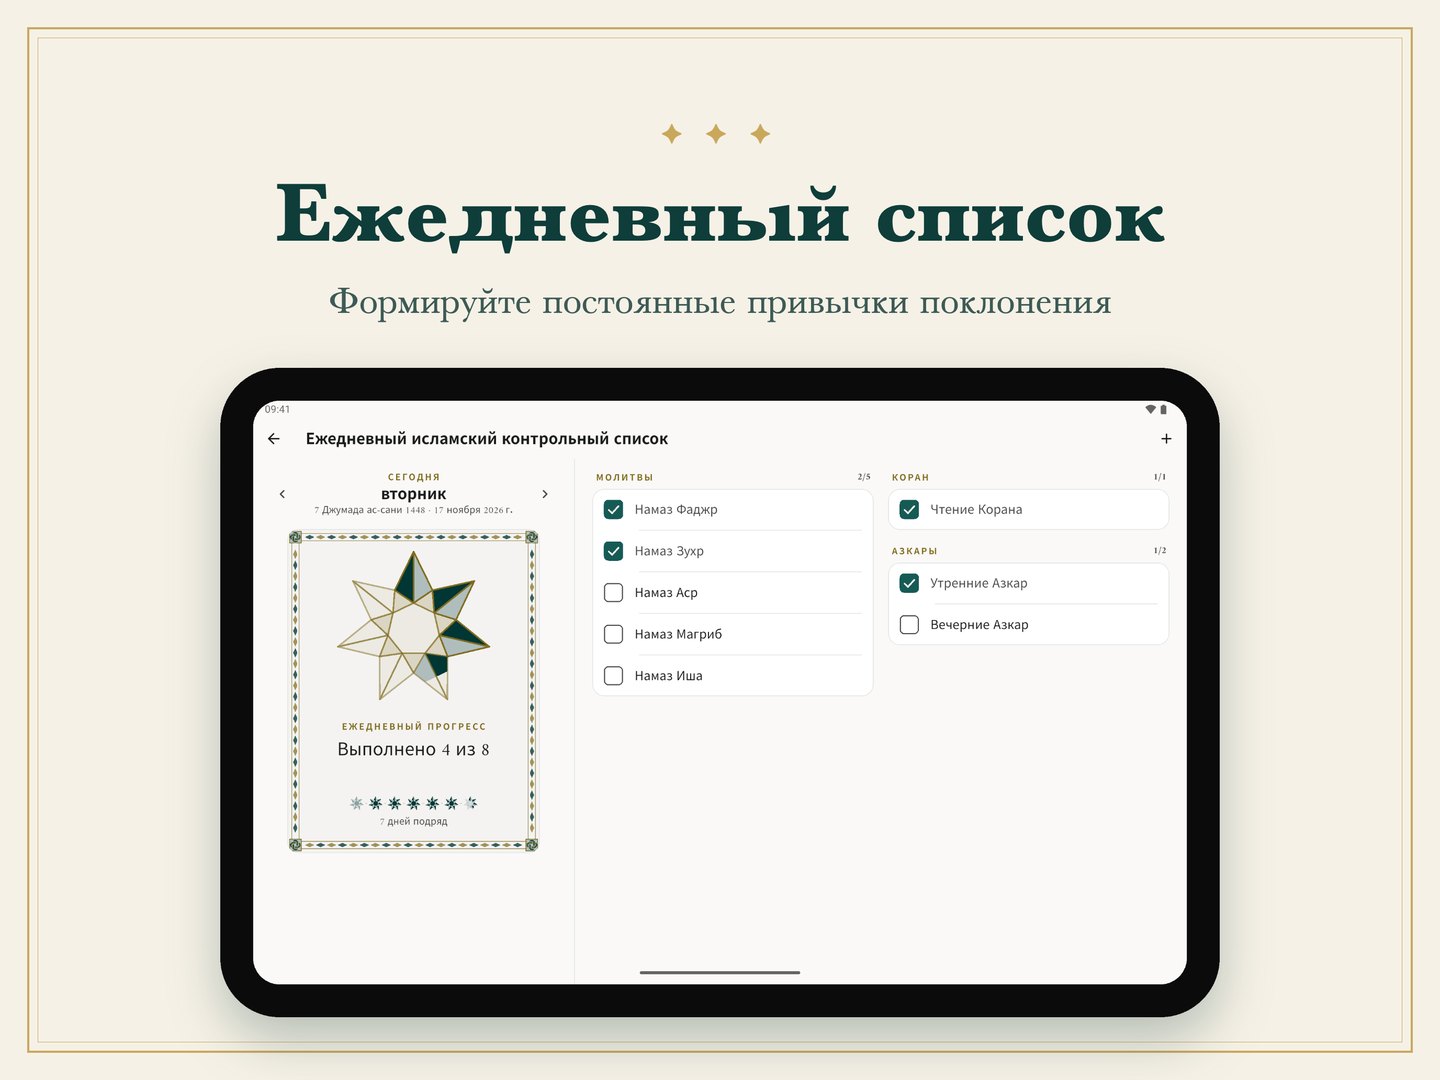 Ежедневный список
Формируйте постоянные привычки поклонения
09:41
Ежедневный исламский контрольный список
СЕГОДНЯ
вторник
7 Джумада ас-сани 1448 · 17 ноября 2026 г.
ЕЖЕДНЕВНЫЙ ПРОГРЕСС
Выполнено 4 из 8
7 дней подряд
МОЛИТВЫ 2/5
Намаз Фаджр
Намаз Зухр
Намаз Аср
Намаз Магриб
Намаз Иша
КОРАН 1/1
Чтение Корана
АЗКАРЫ 1/2
Утренние Азкар
Вечерние Азкар